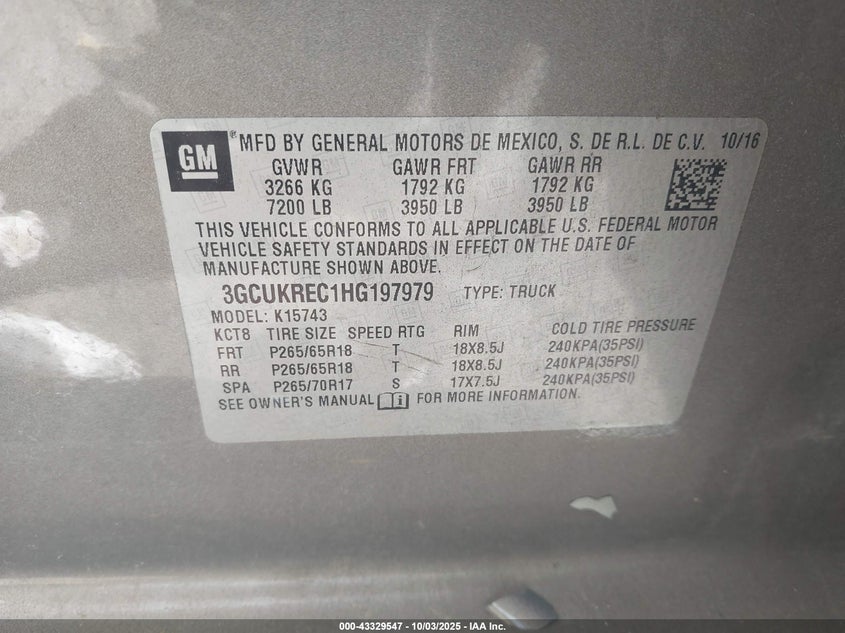 GM ® MFD BY GENERAL MOTORS DE MEXICO, S. DE R.L. DE C.V. 10/16
GVWR GAWR FRT GAWR RR
3266 KG 1792 KG 1792 KG
7200 LB 3950 LB 3950 LB
THIS VEHICLE CONFORMS TO ALL APPLICABLE U.S. FEDERAL MOTOR
VEHICLE SAFETY STANDARDS IN EFFECT ON THE DATE OF
MANUFACTURE SHOWN ABOVE.
3GCUKREC1HG197979 TYPE: TRUCK
MODEL: K15743
KCT8 TIRE SIZE SPEED RTG RIM COLD TIRE PRESSURE
FRT P265/65R18 T 18X8.5J 240KPA(35PSI)
RR P265/65R18 T 18X8.5J 240KPA(35PSI)
SPA P265/70R17 S 17X7.5J 240KPA(35PSI)
SEE OWNER'S MANUAL FOR MORE INFORMATION.
000-43329547 - 10/03/2025 - IAA Inc.